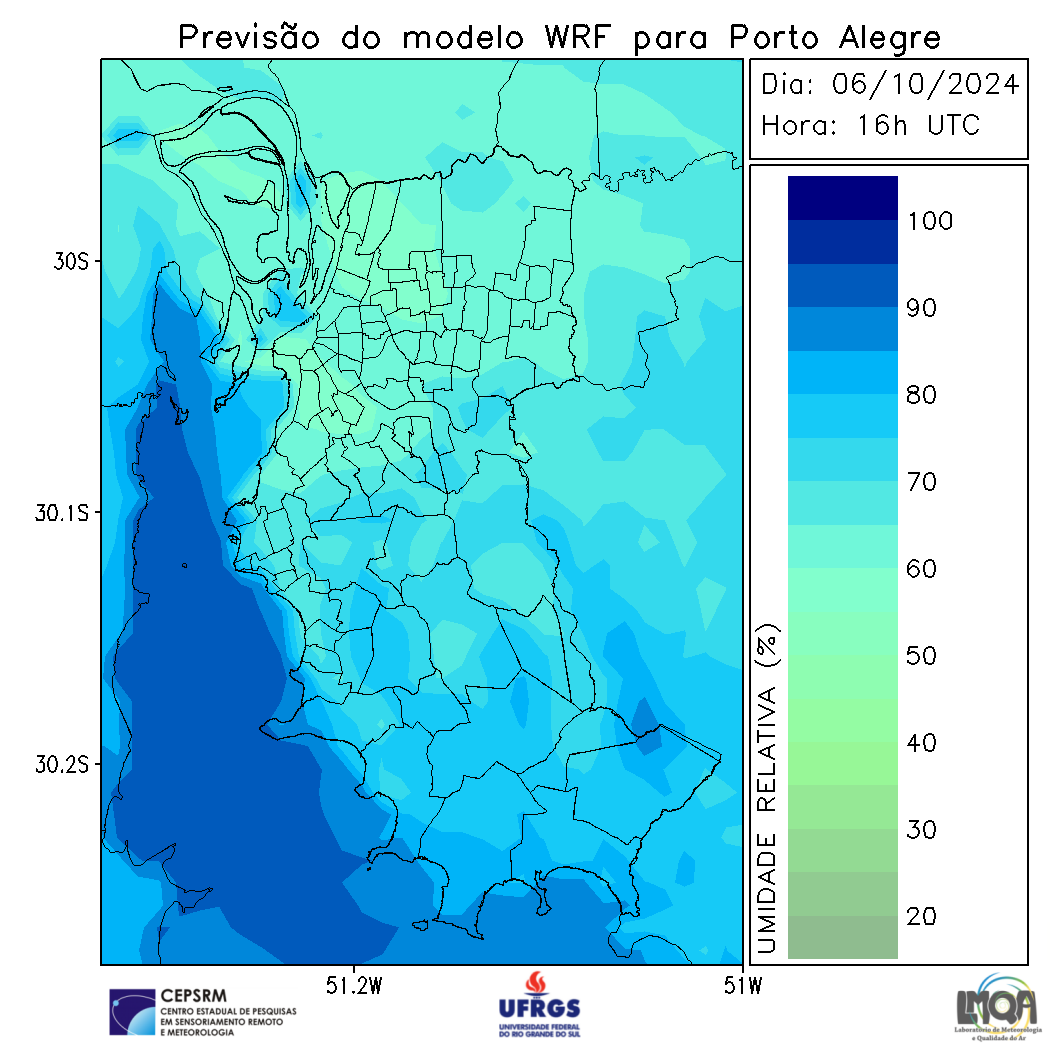 Previsão do modelo WRF para Porto Alegre
Dia: 06/10/2024
Hora: 16h UTC
30S
30.1S
30.2S
51.2W
51W
100
90
80
70
60
50
40
30
20
UMIDADE RELATIVA (%)
CEPSRM
CENTRO ESTADUAL DE PESQUISAS
EM SENSORIAMENTO REMOTO
E METEOROLOGIA
UFRGS
UNIVERSIDADE FEDERAL
DO RIO GRANDE DO SUL
LMQA
Laboratório de Meteorologia
e Qualidade do Ar